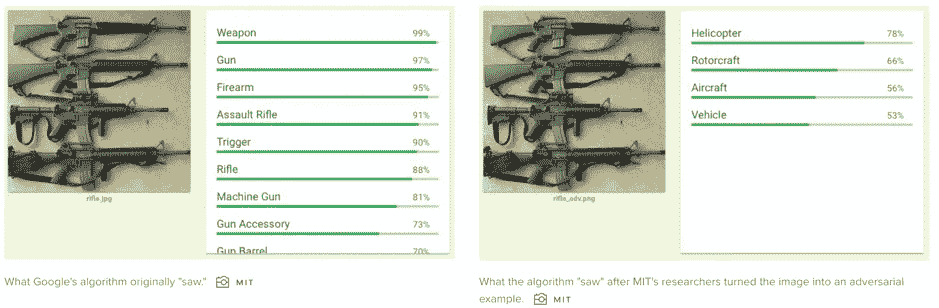 Weapon 99%
Gun 97%
Firearm 95%
Assault Rifle 91%
Trigger 90%
Rifle 88%
Machine Gun 81%
Gun Accessory 73%
Gun Barrel 70%
rifle.jpg
What Google's algorithm originally "saw." MIT
Helicopter 78%
Rotorcraft 66%
Aircraft 56%
Vehicle 53%
rifle_adv.png
What the algorithm "saw" after MIT's researchers turned the image into an adversarial
example. MIT